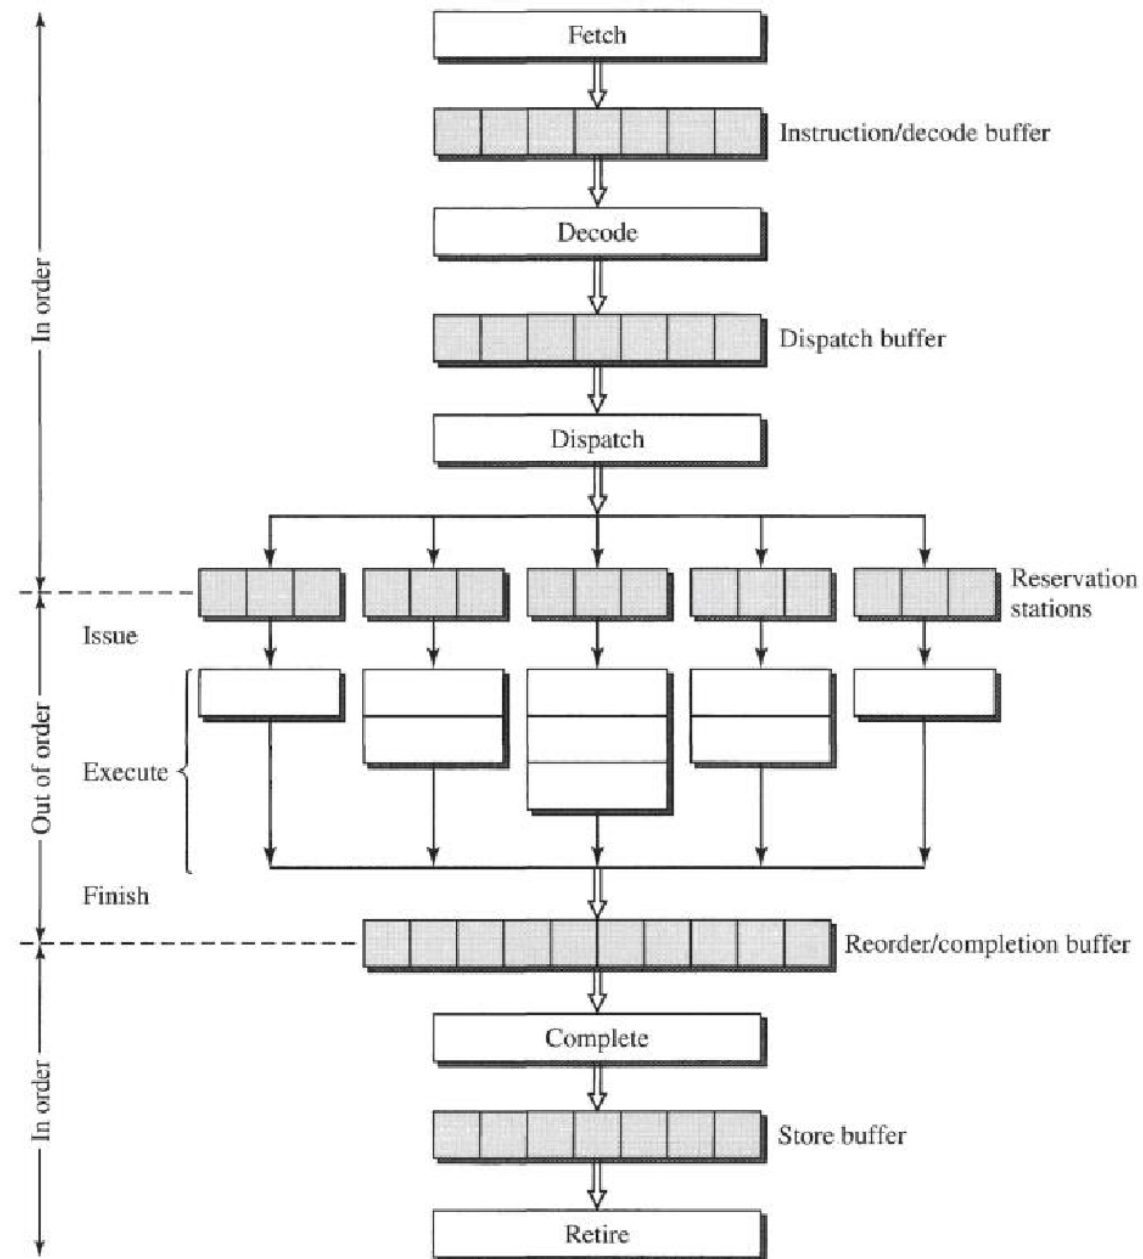 Fetch
Instruction/decode buffer
Decode
In order
Dispatch buffer
Dispatch
Reservation
stations
Issue
Out of order
Execute
Finish
Reorder/completion buffer
Complete
In order
Store buffer
Retire